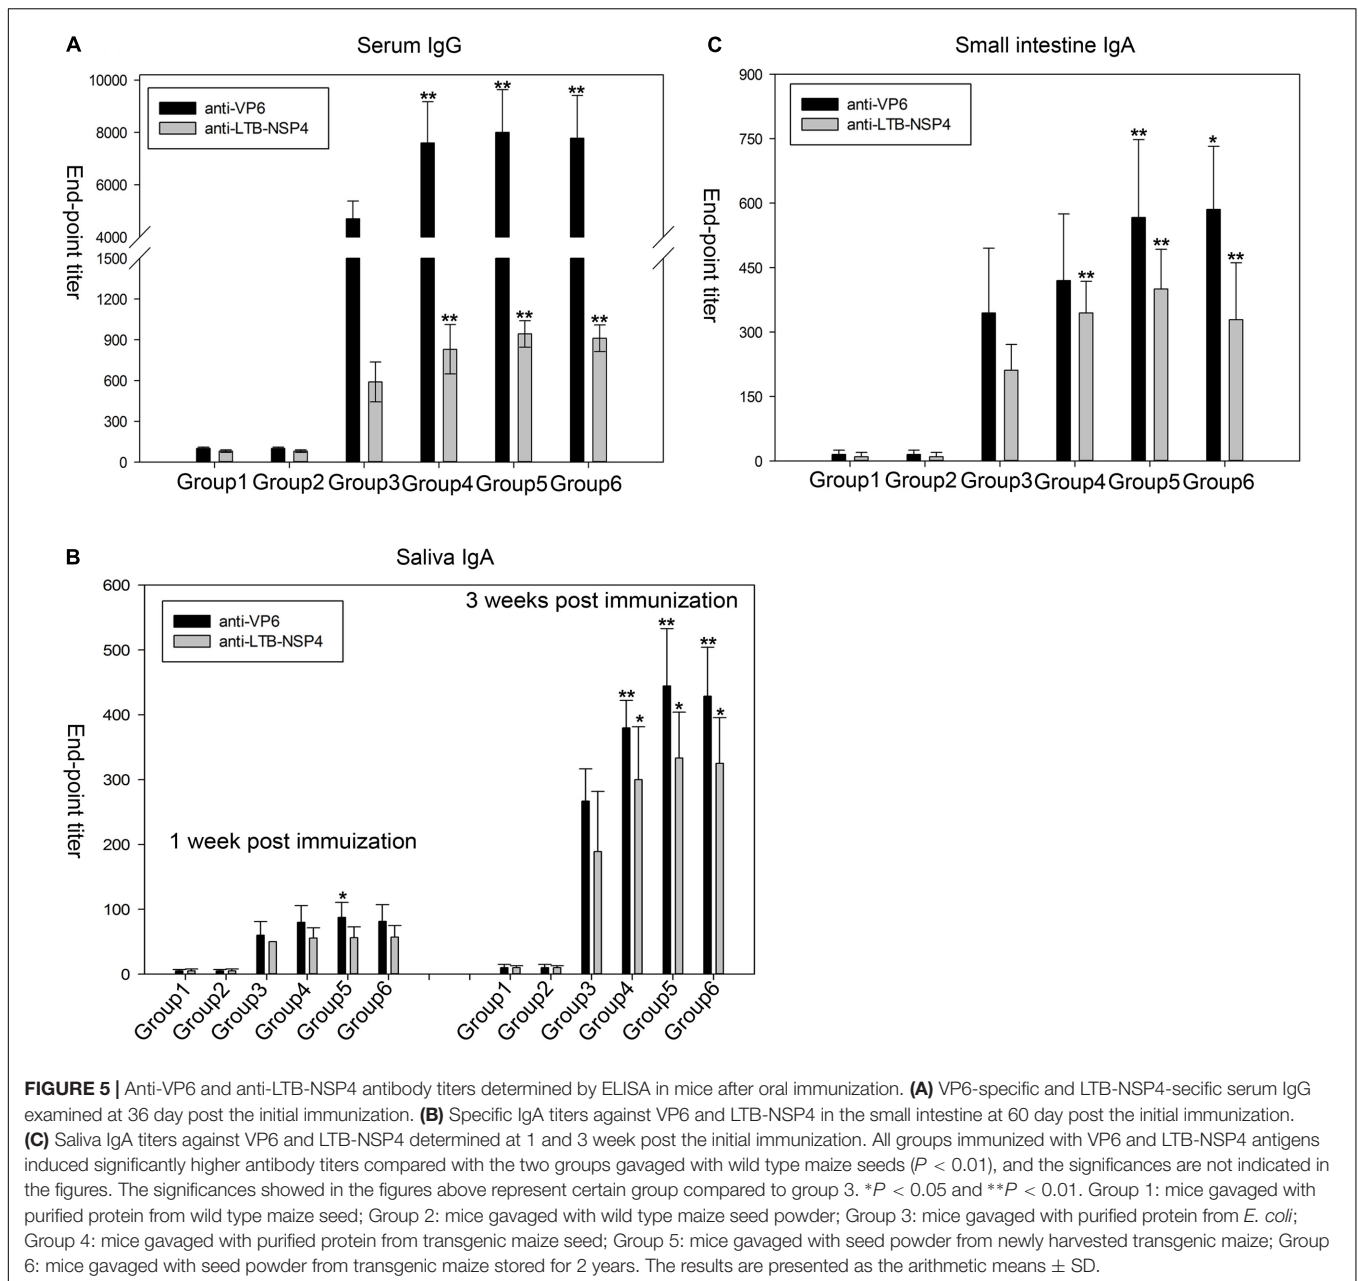 A
Serum IgG
anti-VP6
anti-LTB-NSP4
End-point titer
10000
8000
6000
4000
1500
1200
900
600
300
0
** ** **
** ** **
Group1 Group2 Group3 Group4 Group5 Group6
C
Small intestine IgA
anti-VP6
anti-LTB-NSP4
End-point titer
900
750
600
450
300
150
0
** *
** ** **
Group1 Group2 Group3 Group4 Group5 Group6
B
Saliva IgA
anti-VP6
anti-LTB-NSP4
End-point titer
600
500
400
300
200
100
0
1 week post immuization
*
3 weeks post immunization
** ** **
* * *
Group1 Group2 Group3 Group4 Group5 Group6
Group1 Group2 Group3 Group4 Group5 Group6
FIGURE 5 | Anti-VP6 and anti-LTB-NSP4 antibody titers determined by ELISA in mice after oral immunization. (A) VP6-specific and LTB-NSP4-secific serum IgG
examined at 36 day post the initial immunization. (B) Specific IgA titers against VP6 and LTB-NSP4 in the small intestine at 60 day post the initial immunization.
(C) Saliva IgA titers against VP6 and LTB-NSP4 determined at 1 and 3 week post the initial immunization. All groups immunized with VP6 and LTB-NSP4 antigens
induced significantly higher antibody titers compared with the two groups gavaged with wild type maize seeds (P < 0.01), and the significances are not indicated in
the figures. The significances showed in the figures above represent certain group compared to group 3. *P < 0.05 and **P < 0.01. Group 1: mice gavaged with
purified protein from wild type maize seed; Group 2: mice gavaged with wild type maize seed powder; Group 3: mice gavaged with purified protein from E. coli;
Group 4: mice gavaged with purified protein from transgenic maize seed; Group 5: mice gavaged with seed powder from newly harvested transgenic maize; Group
6: mice gavaged with seed powder from transgenic maize stored for 2 years. The results are presented as the arithmetic means ± SD.